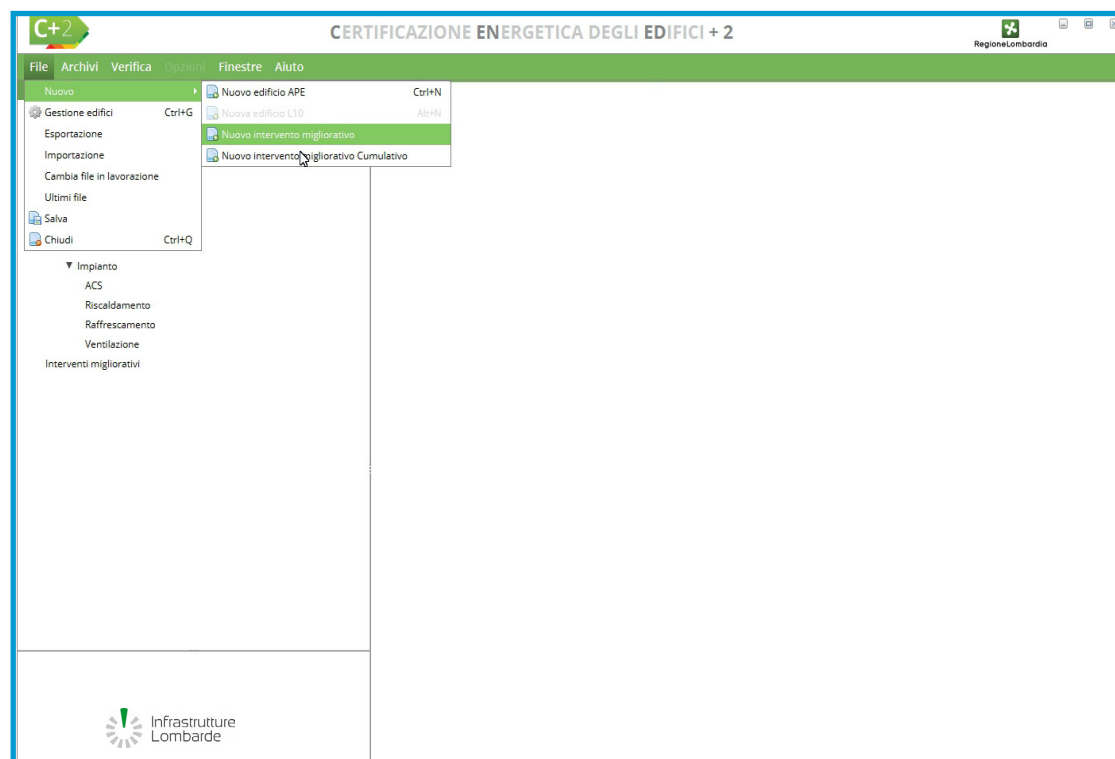 C+2
CERTIFICAZIONE ENERGETICA DEGLI EDIFICI + 2
RegioneLombardia
File Archivi Verifica Opzioni Finestre Aiuto
Nuovo
Nuovo edificio APE Ctrl+N
Gestione edifici Ctrl+G
Nuova edificio L10 Alt+N
Esportazione
Nuovo intervento migliorativo
Importazione
Nuovo intervento migliorativo Cumulativo
Cambia file in lavorazione
Ultimi file
Salva
Chiudi Ctrl+Q
Impianto
ACS
Riscaldamento
Raffrescamento
Ventilazione
Interventi migliorativi
Infrastrutture
Lombarde